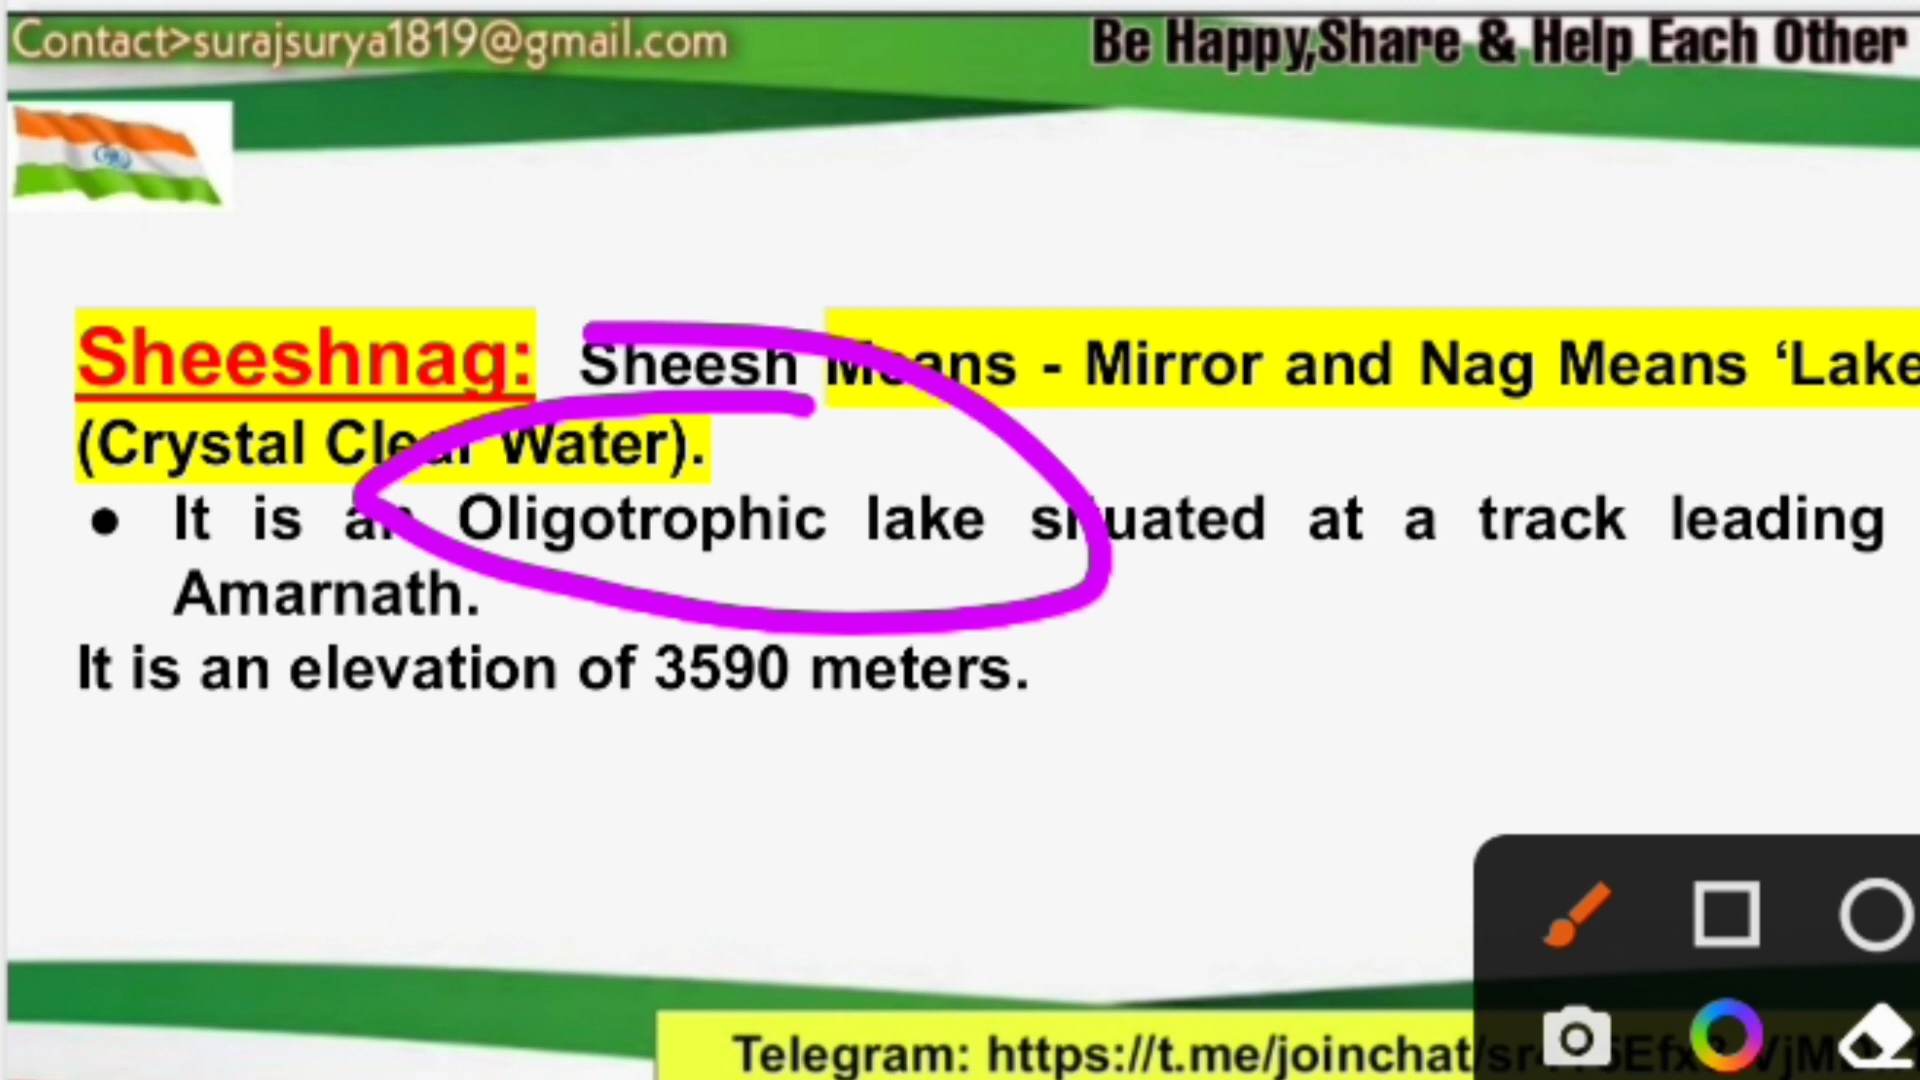 Contact>surajsurya1819@gmail.com
Be Happy,Share & Help Each Other
Sheeshnag: Sheesh Means - Mirror and Nag Means ‘Lake
(Crystal Clear Water).
● It is an Oligotrophic lake situated at a track leading
Amarnath.
It is an elevation of 3590 meters.
Telegram: https://t.me/joinchat/